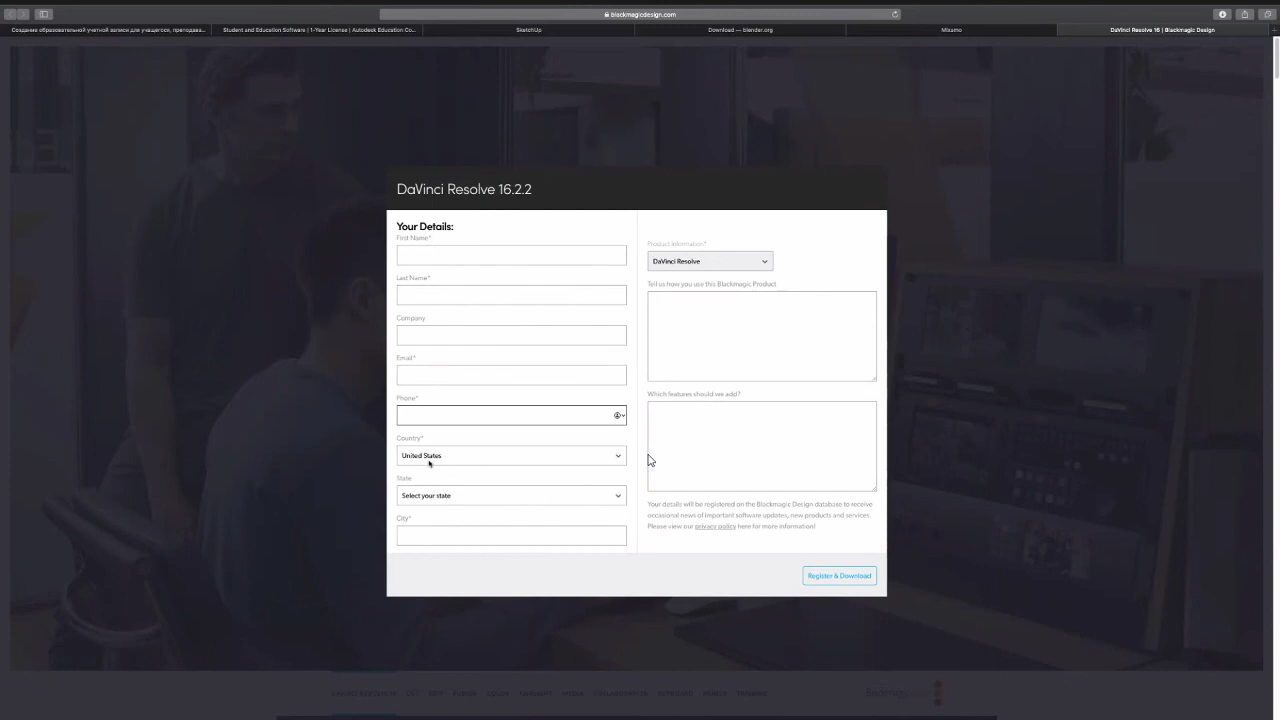 blackmagicdesign.com
Создание образовательной учетной записи для учащегося, преподава...
Student and Education Software | 1-Year License | Autodesk Education Co...
SketchUp
Download — blender.org
Mixamo
DaVinci Resolve 16 | Blackmagic Design
DaVinci Resolve 16.2.2
Your Details:
First Name*
Last Name*
Company
Email*
Phone*
Country*
United States
State
Select your state
City*
Product Information*
DaVinci Resolve
Tell us how you use this Blackmagic Product
Which features should we add?
Your details will be registered on the Blackmagic Design database to receive
occasional news of important software updates, new products and services.
Please view our privacy policy here for more information!
Register & Download